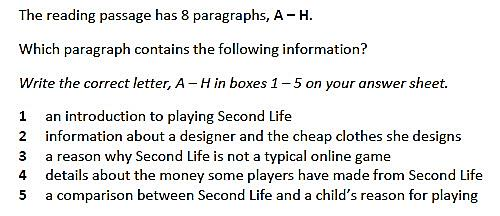 The reading passage has 8 paragraphs, A – H.
Which paragraph contains the following information?
Write the correct letter, A – H in boxes 1 – 5 on your answer sheet.
1 an introduction to playing Second Life
2 information about a designer and the cheap clothes she designs
3 a reason why Second Life is not a typical online game
4 details about the money some players have made from Second Life
5 a comparison between Second Life and a child's reason for playing